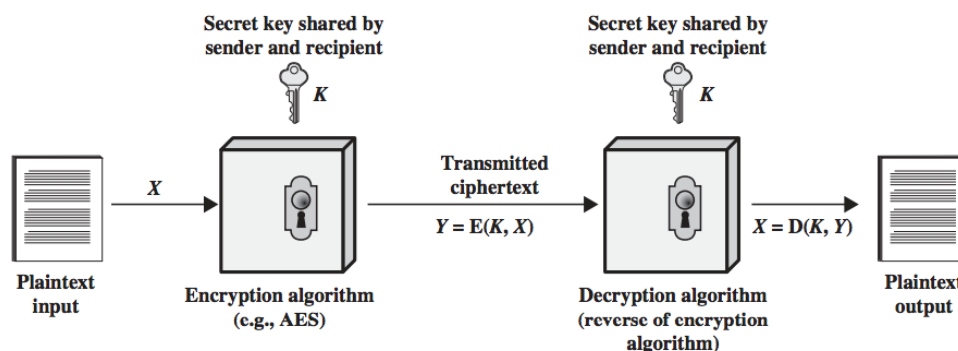 Secret key shared by
sender and recipient
K
Secret key shared by
sender and recipient
K
X
Transmitted
ciphertext
Y = E(K, X)
X = D(K, Y)
Plaintext
input
Encryption algorithm
(e.g., AES)
Decryption algorithm
(reverse of encryption
algorithm)
Plaintext
output